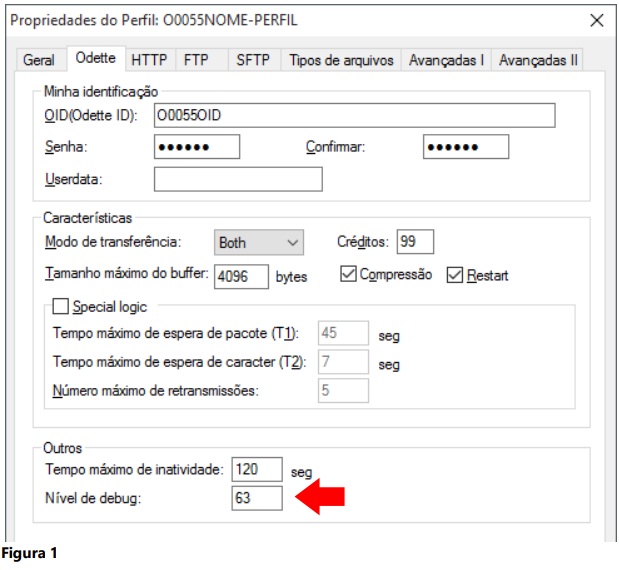 Propriedades do Perfil: O0055NOME-PERFIL
Geral Odette HTTP FTP SFTP Tipos de arquivos Avançadas I Avançadas II
Minha identificação
OID(Odette ID): O0055OID
Senha: •••••• Confirmar: ••••••
Userdata:
Características
Modo de transferência: Both Créditos: 99
Tamanho máximo do buffer: 4096 bytes Compressão Restart
Special logic
Tempo máximo de espera de pacote (T1): 45 seg
Tempo máximo de espera de caracter (T2): 7 seg
Número máximo de retransmissões: 5
Outros
Tempo máximo de inatividade: 120 seg
Nível de debug: 63
Figura 1